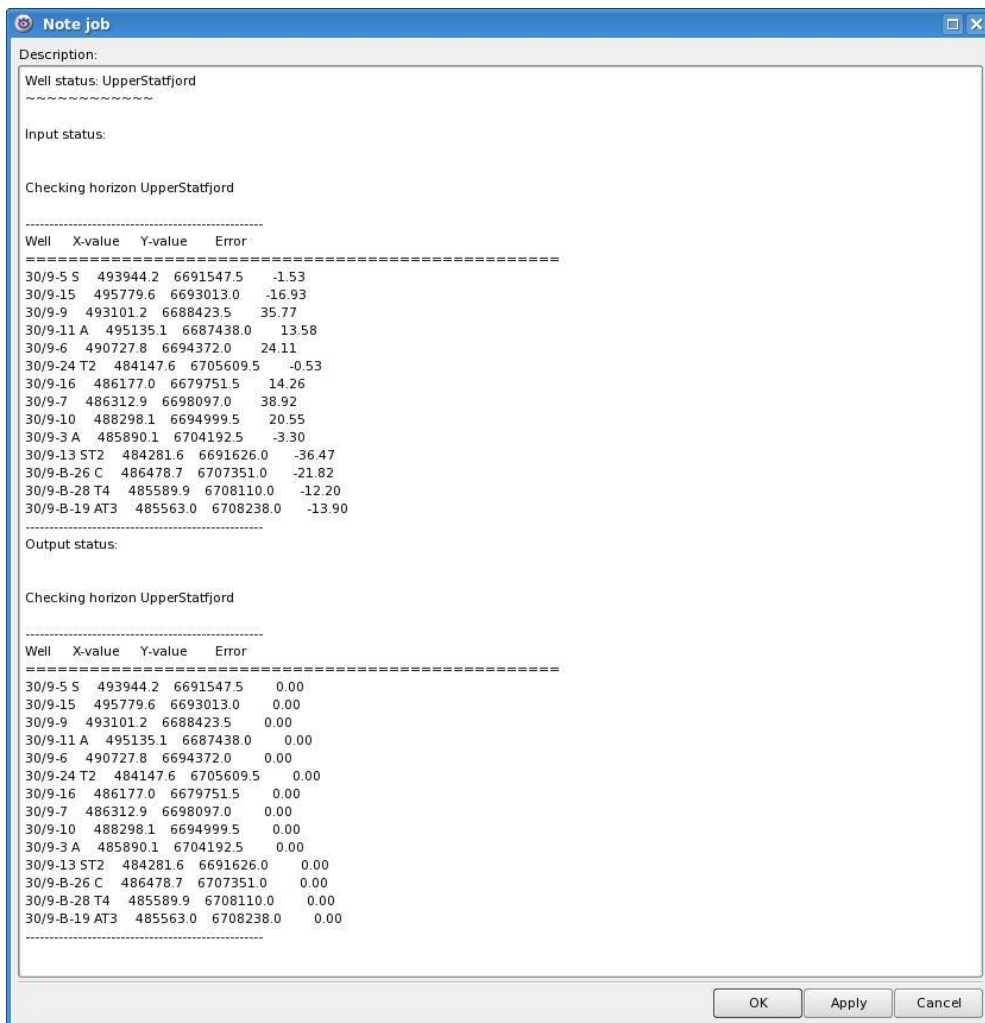 Note job
Description:
Well status: UpperStatfjord
~~~~~~~~~~~~
Input status:
Checking horizon UpperStatfjord
--------------------------------------------------
Well X-value Y-value Error
==================================================
30/9-5 S 493944.2 6691547.5 -1.53
30/9-15 495779.6 6693013.0 -16.93
30/9-9 493101.2 6688423.5 35.77
30/9-11 A 495135.1 6687438.0 13.58
30/9-6 490727.8 6694372.0 24.11
30/9-24 T2 484147.6 6705609.5 -0.53
30/9-16 486177.0 6679751.5 14.26
30/9-7 486312.9 6698097.0 38.92
30/9-10 488298.1 6694999.5 20.55
30/9-3 A 485890.1 6704192.5 -3.30
30/9-13 ST2 484281.6 6691626.0 -36.47
30/9-B-26 C 486478.7 6707351.0 -21.82
30/9-B-28 T4 485589.9 6708110.0 -12.20
30/9-B-19 AT3 485563.0 6708238.0 -13.90
--------------------------------------------------
Output status:
Checking horizon UpperStatfjord
--------------------------------------------------
Well X-value Y-value Error
==================================================
30/9-5 S 493944.2 6691547.5 0.00
30/9-15 495779.6 6693013.0 0.00
30/9-9 493101.2 6688423.5 0.00
30/9-11 A 495135.1 6687438.0 0.00
30/9-6 490727.8 6694372.0 0.00
30/9-24 T2 484147.6 6705609.5 0.00
30/9-16 486177.0 6679751.5 0.00
30/9-7 486312.9 6698097.0 0.00
30/9-10 488298.1 6694999.5 0.00
30/9-3 A 485890.1 6704192.5 0.00
30/9-13 ST2 484281.6 6691626.0 0.00
30/9-B-26 C 486478.7 6707351.0 0.00
30/9-B-28 T4 485589.9 6708110.0 0.00
30/9-B-19 AT3 485563.0 6708238.0 0.00
--------------------------------------------------
OK Apply Cancel